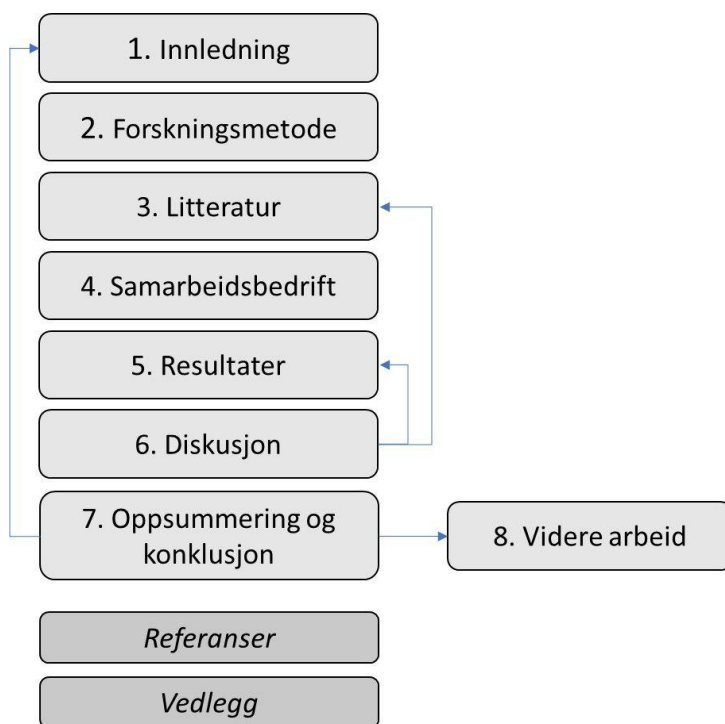 1. Innledning
2. Forskningsmetode
3. Litteratur
4. Samarbeidsbedrift
5. Resultater
6. Diskusjon
7. Oppsummering og
konklusjon
8. Videre arbeid
Referanser
Vedlegg